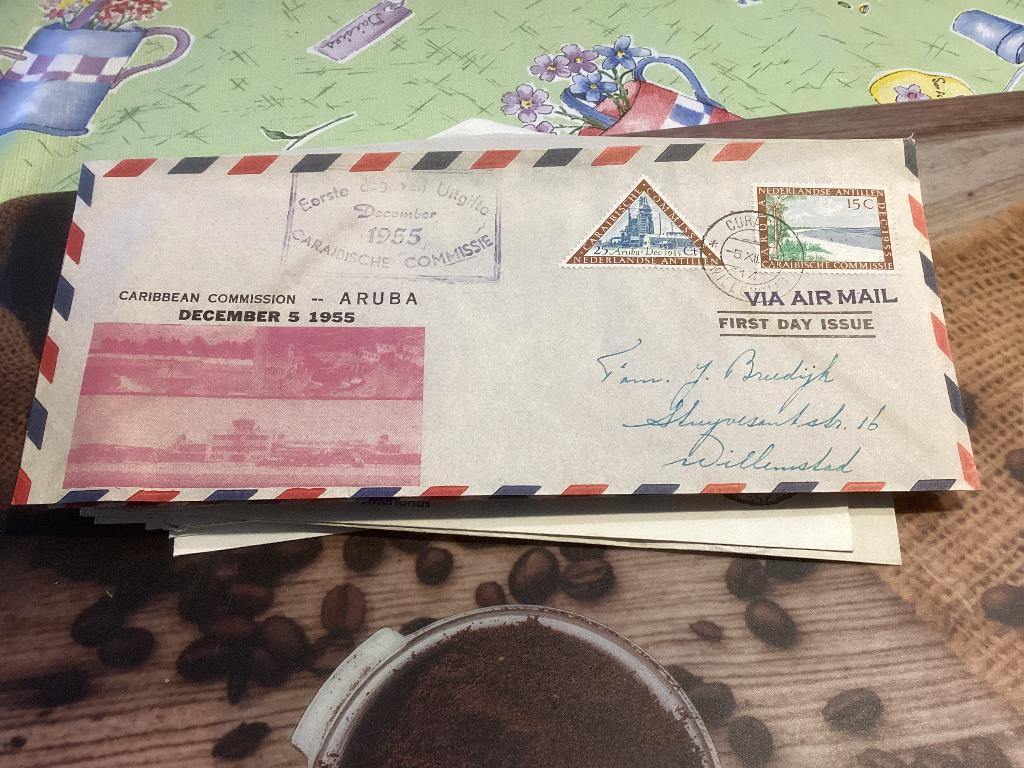 Daisies
Eerste dag van Uitgifte
December
1955
CARAIBISCHE COMMISSIE
CARAIBISCHE COMMISSIE
25 Aruba-Dec 1955 Ct
NEDERLANDSE ANTILLEN
NEDERLANDSE ANTILLEN
15 C
ARUBA
DEC-1955
CARAIBISCHE COMMISSIE
VIA AIR MAIL
FIRST DAY ISSUE
CARIBBEAN COMMISSION -- ARUBA
DECEMBER 5 1955
Fam. J. Bredijk
Stuyvesantstr. 16
Willemstad